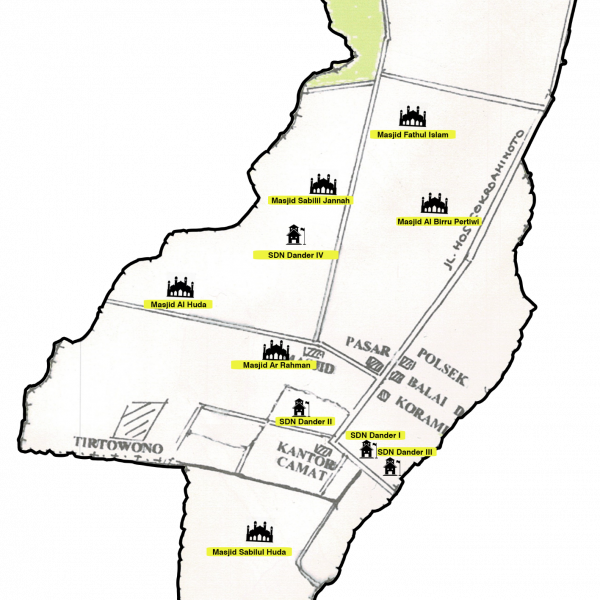 Masjid Fathul Islam
JL. HOS COKROAMINOTO
Masjid Sabilil Jannah
Masjid Al Birru Pertiwi
SDN Dander IV
Masjid Al Huda
PASAR
POLSEK
Masjid Ar Rahman
BALAI D
KORAMI
SDN Dander II
SDN Dander I
SDN Dander III
TIRTOWONO
KANTOR
CAMAT
Masjid Sabilul Huda